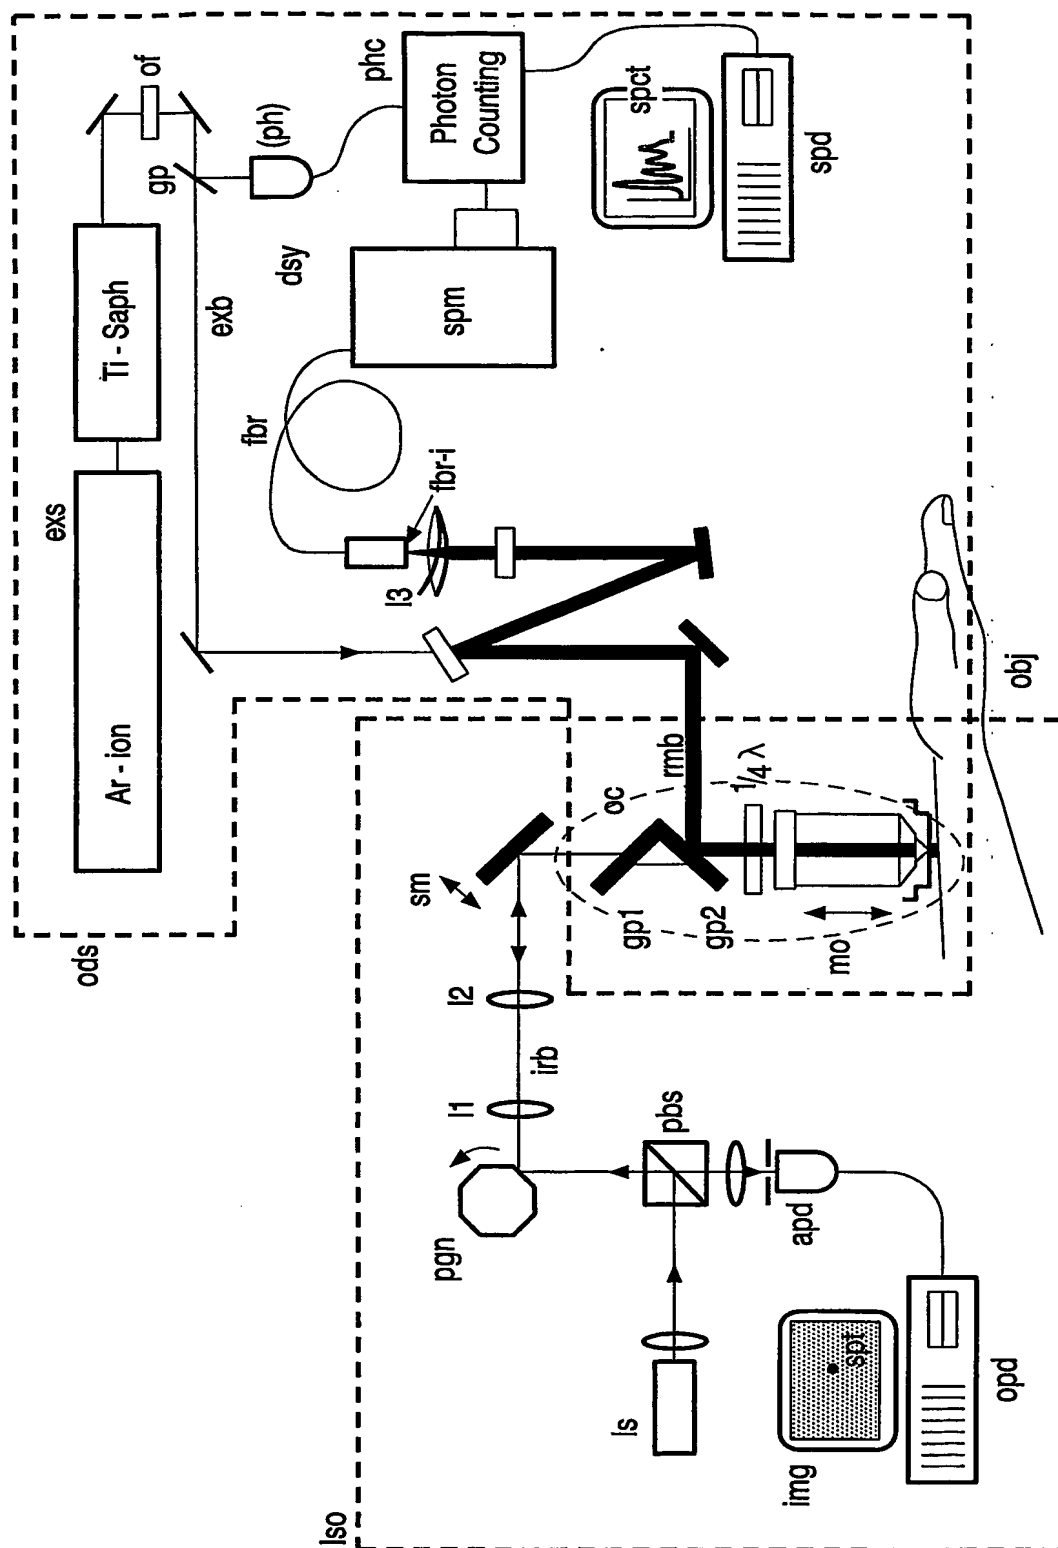 ods
exs
Ar - ion
Ti - Saph
exb
gp
of
(ph)
phc
Photon
Counting
dsy
spm
fbr
fbr-i
l3
spct
spd
obj
rmb
oc
1/4 λ
gp1
gp2
mo
sm
l2
irb
l1
pgn
pbs
apd
ls
spt
img
opd
lso